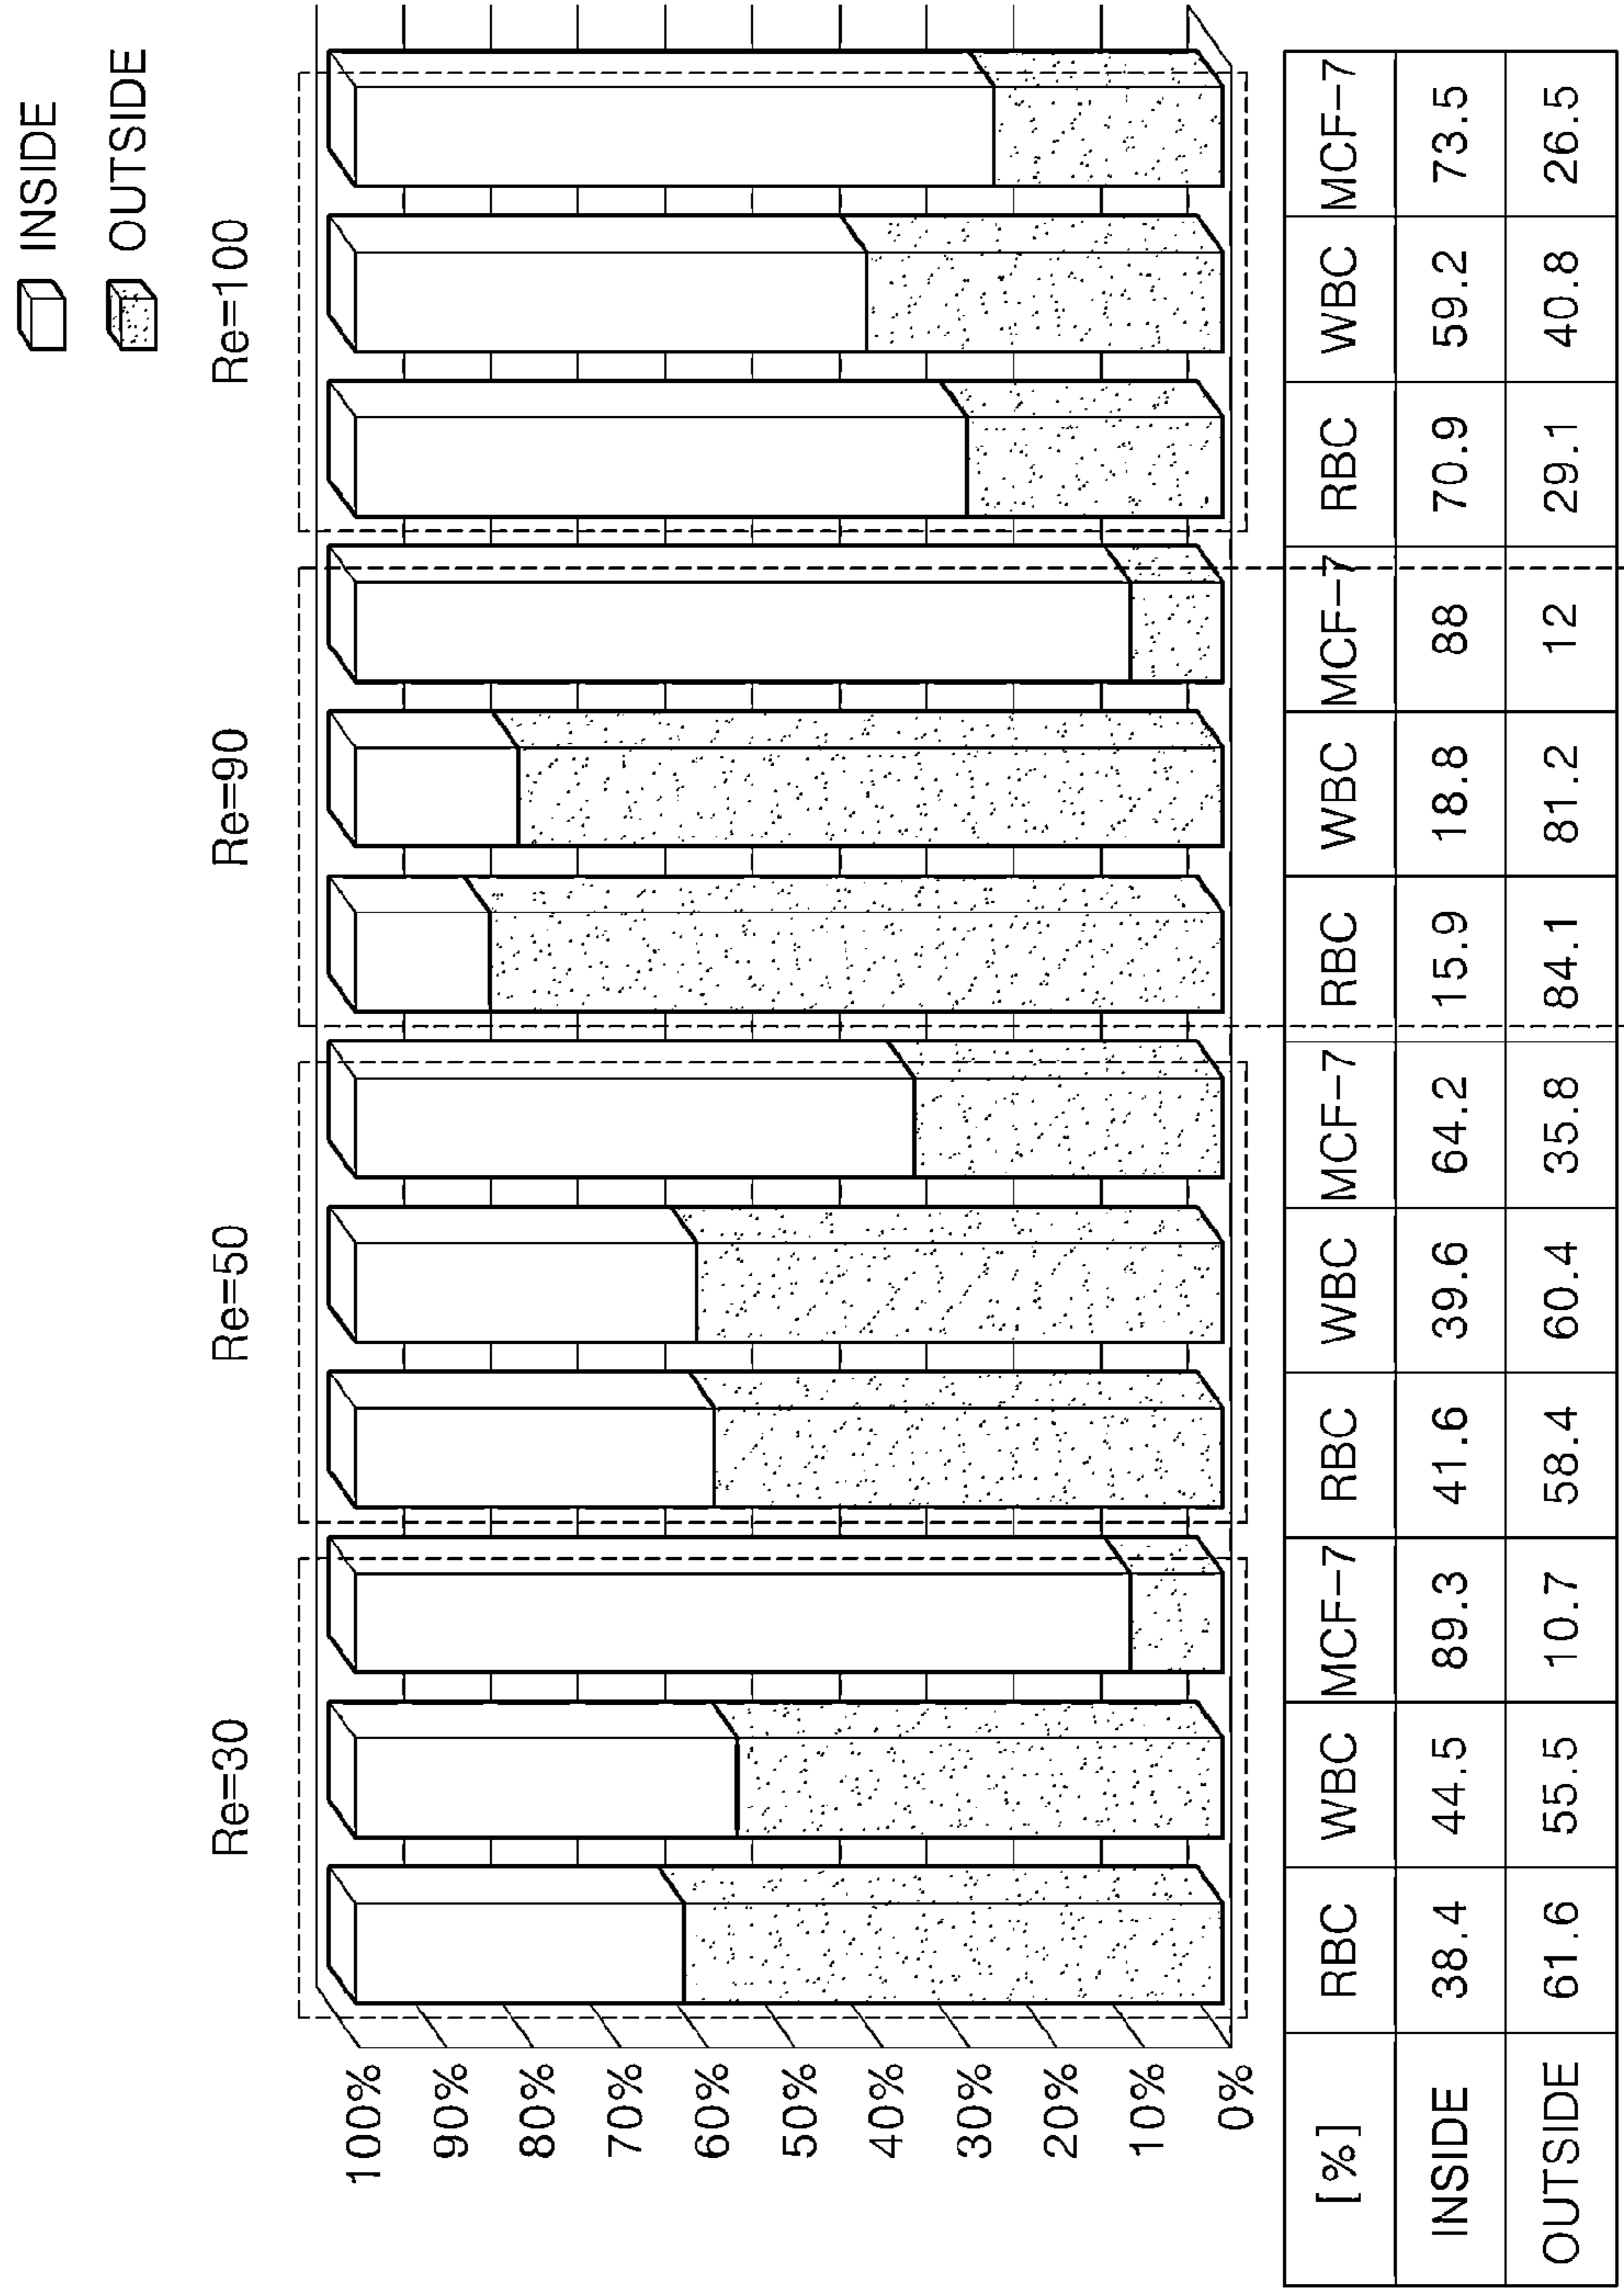 INSIDE
OUTSIDE
Re=30 Re=50 Re=90 Re=100
100%
90%
80%
70%
60%
50%
40%
30%
20%
10%
0%
[%] RBC WBC MCF-7 RBC WBC MCF-7 RBC WBC MCF-7 RBC WBC MCF-7
INSIDE 38.4 44.5 89.3 41.6 39.6 64.2 15.9 18.8 88 70.9 59.2 73.5
OUTSIDE 61.6 55.5 10.7 58.4 60.4 35.8 84.1 81.2 12 29.1 40.8 26.5